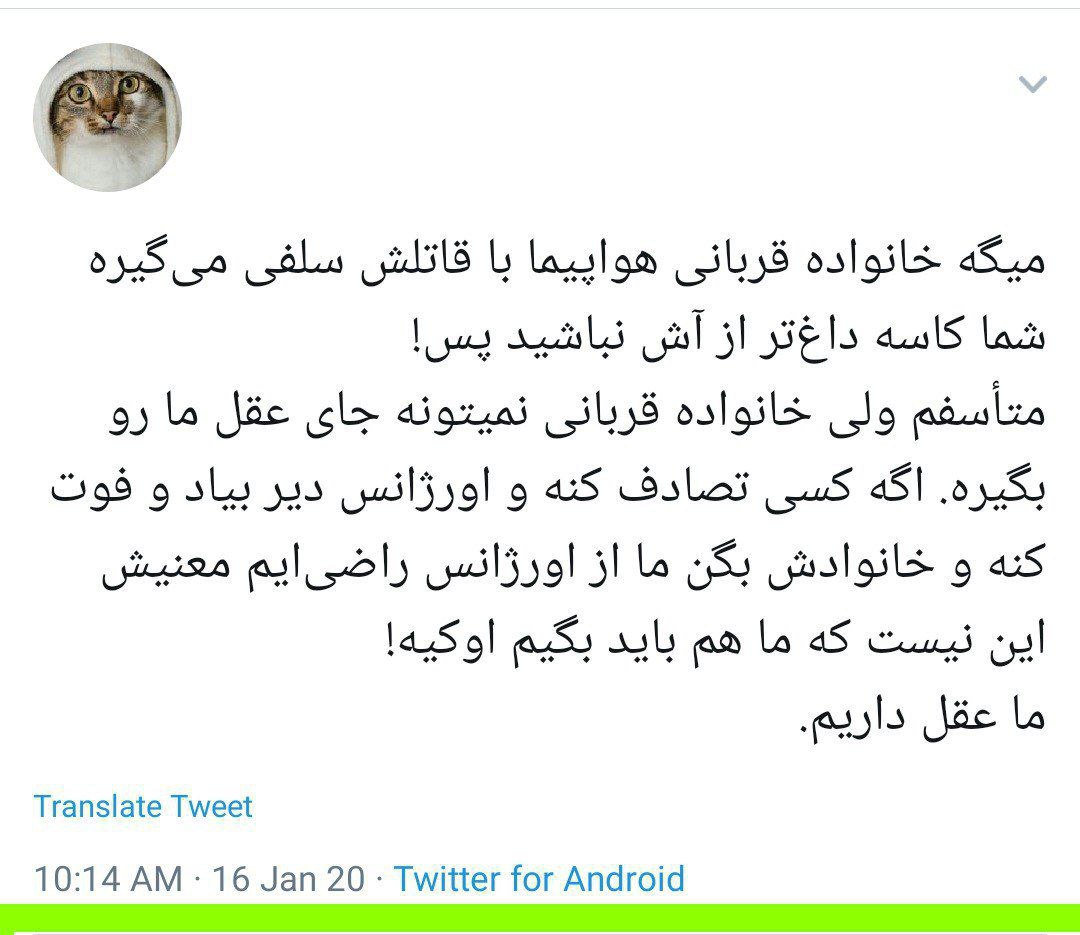 میگه خانواده قربانی هواپیما با قاتلش سلفی می‌گیره
شما کاسه داغ‌تر از آش نباشید پس!
متأسفم ولی خانواده قربانی نمیتونه جای عقل ما رو
بگیره. اگه کسی تصادف کنه و اورژانس دیر بیاد و فوت
کنه و خانوادش بگن ما از اورژانس راضی‌ایم معنیش
این نیست که ما هم باید بگیم اوکیه!
ما عقل داریم.
Translate Tweet
10:14 AM · 16 Jan 20 · Twitter for Android